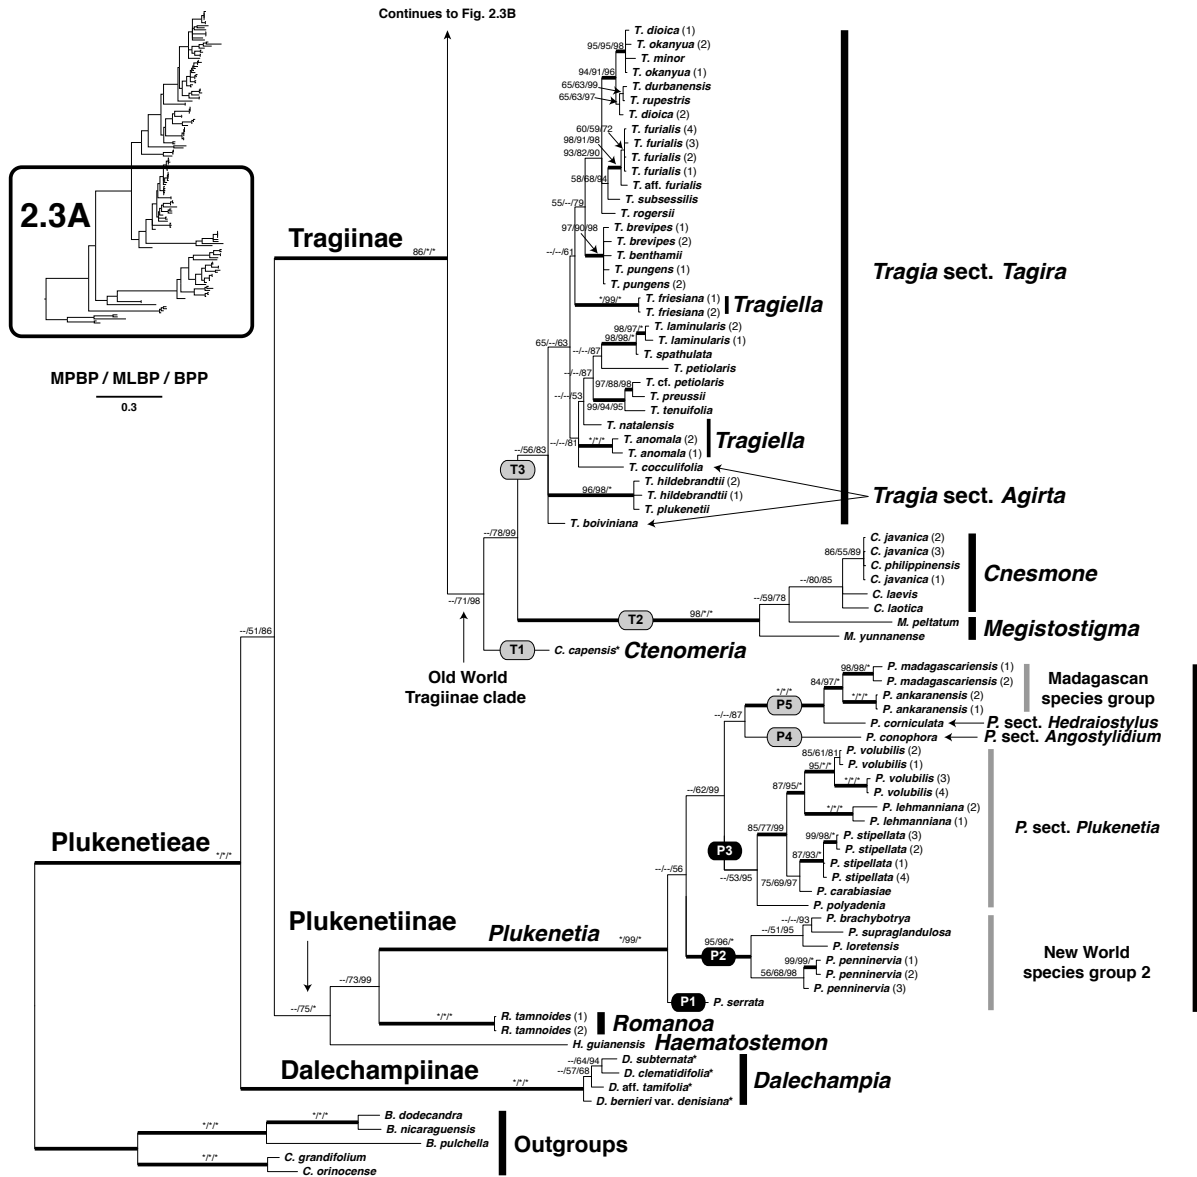 Continues to Fig. 2.3B
2.3A
MPBP / MLBP / BPP
0.3
Tragiinae
86/*/*
95/95/98
T. dioica (1)
T. okanyua (2)
T. minor
T. okanyua (1)
94/91/96
65/63/99
65/63/97
T. durbanensis
T. rupestris
T. dioica (2)
60/59/72
98/91/98
93/82/90
T. furialis (4)
T. furialis (3)
T. furialis (2)
T. furialis (1)
T. aff. furialis
58/68/94
T. subsessilis
T. rogersii
55/--/79
97/90/98
T. brevipes (1)
T. brevipes (2)
T. benthamii
T. pungens (1)
T. pungens (2)
--/--/61
*/99/*
T. friesiana (1)
T. friesiana (2)
Tragiella
98/97/*
98/98/*
T. laminularis (2)
T. laminularis (1)
T. spathulata
65/--/63
--/--/87
T. petiolaris
--/--/87
97/88/98
T. cf. petiolaris
T. preussii
99/94/95
T. tenuifolia
--/--/53
T. natalensis
--/--/81
*/*/*
T. anomala (2)
T. anomala (1)
Tragiella
T. cocculifolia
--/56/83
T3
96/98/*
T. hildebrandtii (2)
T. hildebrandtii (1)
T. plukenetii
T. boiviniana
Tragia sect. Tagira
Tragia sect. Agirta
--/78/99
86/55/89
C. javanica (2)
C. javanica (3)
C. philippinensis
C. javanica (1)
--/80/85
C. laevis
C. laotica
--/59/78
Cnesmone
T2
98/*/*
M. peltatum
M. yunnanense
Megistostigma
--/71/98
T1
C. capensis*
Ctenomeria
Old World
Tragiinae clade
--/51/86
98/98/*
P. madagascariensis (1)
P. madagascariensis (2)
84/97/*
*/*/*
P. ankaranensis (2)
P. ankaranensis (1)
*/*/*
P5
Madagascan
species group
P. corniculata
P. sect. Hedraiostylus
--/--/87
P4
P. conophora
P. sect. Angostylidium
85/61/81
P. volubilis (2)
P. volubilis (1)
95/*/*
*/*/*
P. volubilis (3)
P. volubilis (4)
87/95/*
*/*/*
P. lehmanniana (2)
P. lehmanniana (1)
--/62/99
85/77/99
99/98/*
P. stipellata (3)
P. stipellata (2)
87/93/*
P. stipellata (1)
P. stipellata (4)
75/69/97
P. carabiasiae
P. polyadenia
P. sect. Plukenetia
P3
--/53/95
--/--/56
--/--/93
P. brachybotrya
P. supraglandulosa
--/51/95
P. loretensis
95/96/*
P2
99/99/*
P. penninervia (1)
P. penninervia (2)
56/68/98
P. penninervia (3)
New World
species group 2
P1
P. serrata
Plukenetieae
*/*/*
Plukenetiinae
Plukenetia
*/99/*
--/73/99
--/75/*
*/*/*
R. tamnoides (1)
R. tamnoides (2)
Romanoa
H. guianensis
Haematostemon
Dalechampiinae
*/*/*
--/64/94
--/57/68
D. subternata*
D. clematidifolia*
D. aff. tamifolia*
D. bernieri var. denisiana*
Dalechampia
*/*/*
*/*/*
B. dodecandra
B. nicaraguensis
B. pulchella
*/*/*
C. grandifolium
C. orinocense
Outgroups